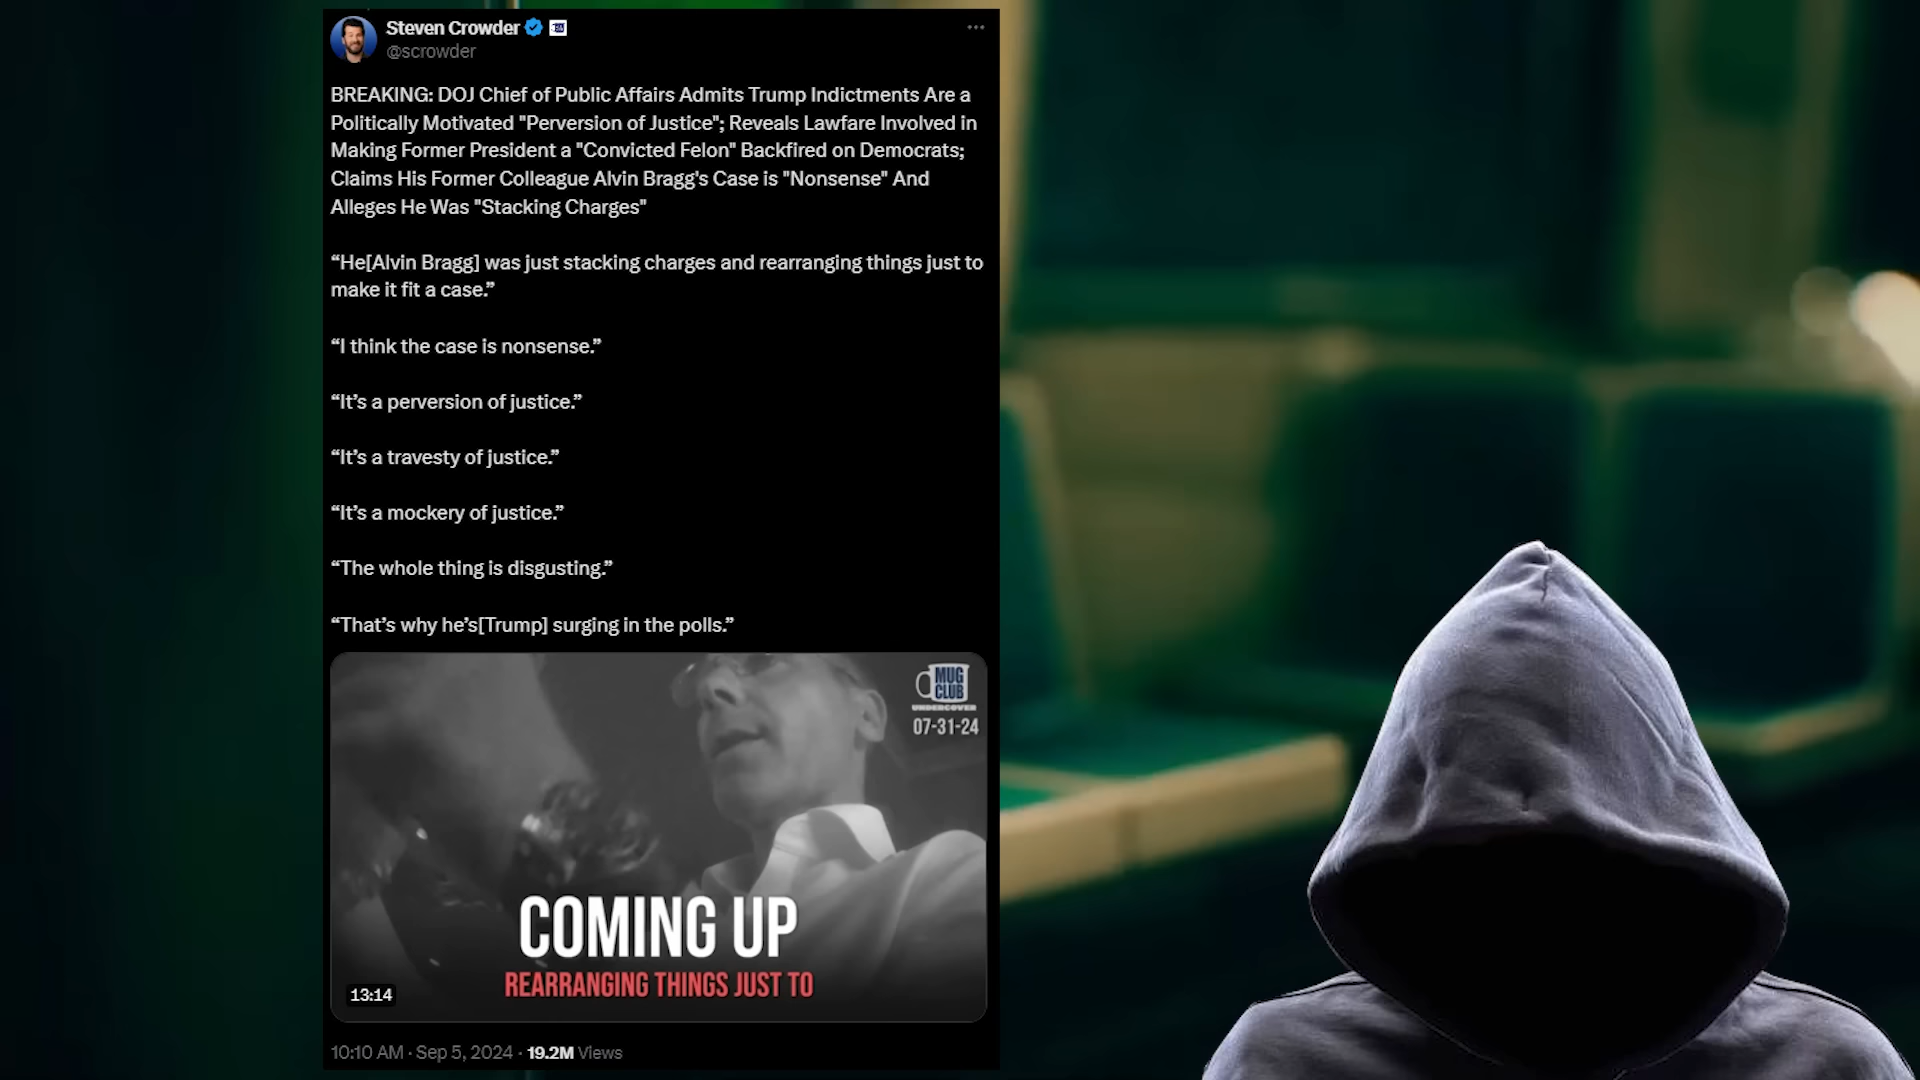 Steven Crowder
@scrowder
BREAKING: DOJ Chief of Public Affairs Admits Trump Indictments Are a
Politically Motivated "Perversion of Justice"; Reveals Lawfare Involved in
Making Former President a "Convicted Felon" Backfired on Democrats;
Claims His Former Colleague Alvin Bragg's Case is "Nonsense" And
Alleges He Was "Stacking Charges"
“He[Alvin Bragg] was just stacking charges and rearranging things just to
make it fit a case.”
“I think the case is nonsense.”
“It’s a perversion of justice.”
“It’s a travesty of justice.”
“It’s a mockery of justice.”
“The whole thing is disgusting.”
“That’s why he’s[Trump] surging in the polls.”
MUG
CLUB
UNDERCOVER
07-31-24
COMING UP
REARRANGING THINGS JUST TO
13:14
10:10 AM · Sep 5, 2024 · 19.2M Views